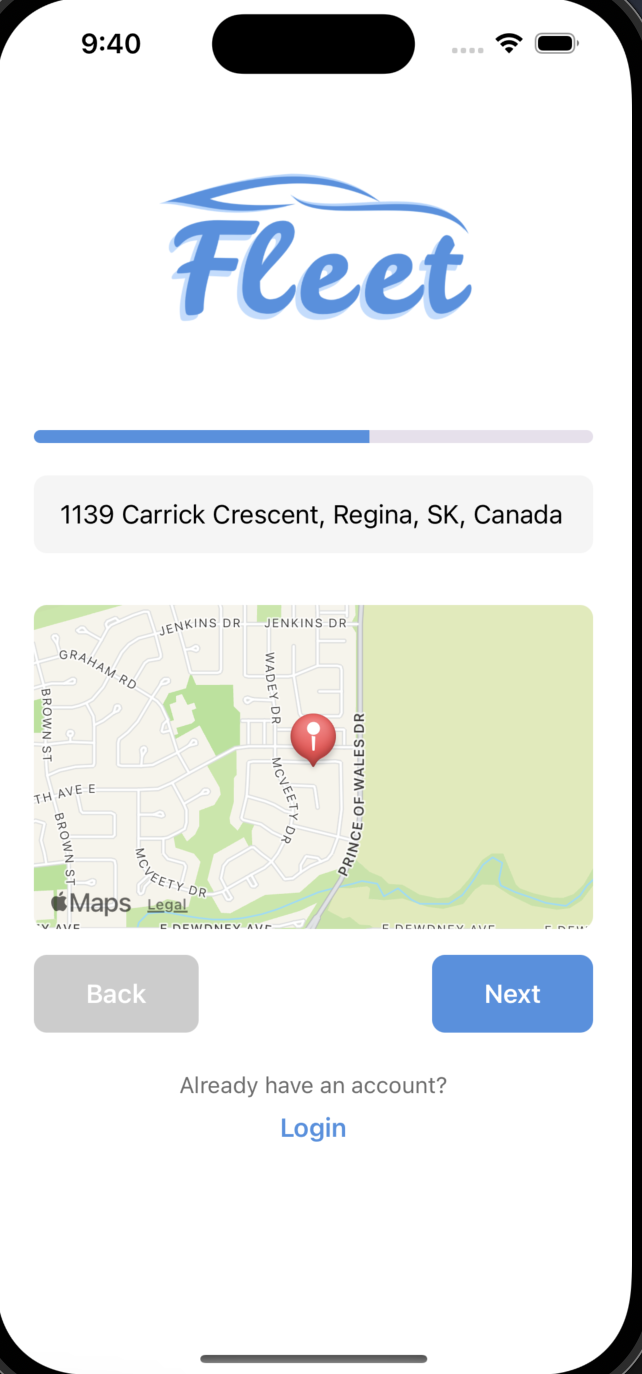 9:40
Fleet
1139 Carrick Crescent, Regina, SK, Canada
JENKINS DR
JENKINS DR
GRAHAM RD
WADEY DR
BROWN ST
PRINCE OF WALES DR
MCVEETY DR
TH AVE E
BROWN ST
MCVEETY DR
Maps
Legal
Y AVE
E DEWDNEY AVE
E DEWDNEY AVE
Back
Next
Already have an account?
Login